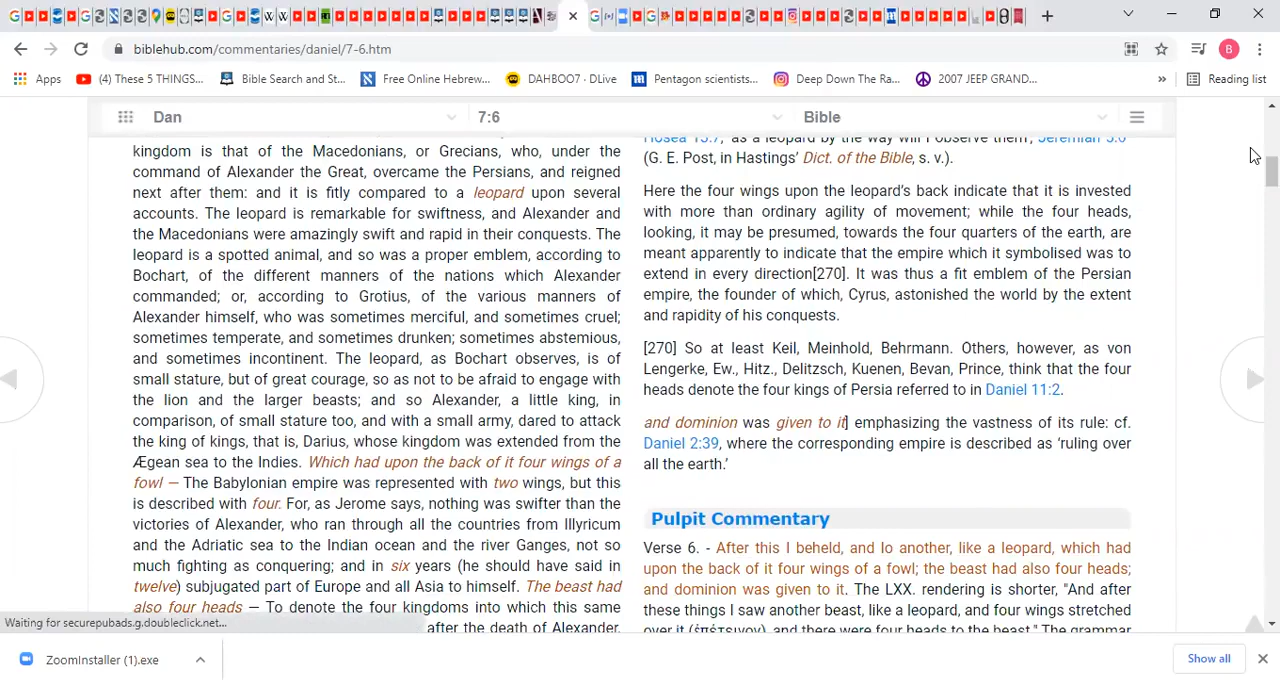 biblehub.com/commentaries/daniel/7-6.htm
B
Apps
(4) These 5 THINGS...
Bible Search and St...
Free Online Hebrew...
DAHBOO7 - DLive
Pentagon scientists...
Deep Down The Ra...
2007 JEEP GRAND...
»
Reading list
Dan
7:6
Bible
kingdom is that of the Macedonians, or Grecians, who, under the
command of Alexander the Great, overcame the Persians, and reigned
next after them: and it is fitly compared to a leopard upon several
accounts. The leopard is remarkable for swiftness, and Alexander and
the Macedonians were amazingly swift and rapid in their conquests. The
leopard is a spotted animal, and so was a proper emblem, according to
Bochart, of the different manners of the nations which Alexander
commanded; or, according to Grotius, of the various manners of
Alexander himself, who was sometimes merciful, and sometimes cruel;
sometimes temperate, and sometimes drunken; sometimes abstemious,
and sometimes incontinent. The leopard, as Bochart observes, is of
small stature, but of great courage, so as not to be afraid to engage with
the lion and the larger beasts; and so Alexander, a little king, in
comparison, of small stature too, and with a small army, dared to attack
the king of kings, that is, Darius, whose kingdom was extended from the
Ægean sea to the Indies. Which had upon the back of it four wings of a
fowl — The Babylonian empire was represented with two wings, but this
is described with four. For, as Jerome says, nothing was swifter than the
victories of Alexander, who ran through all the countries from Illyricum
and the Adriatic sea to the Indian ocean and the river Ganges, not so
much fighting as conquering; and in six years (he should have said in
twelve) subjugated part of Europe and all Asia to himself. The beast had
also four heads — To denote the four kingdoms into which this same
after the death of Alexander,
Hosea 13:7, 'as a leopard by the way will I observe them', Jeremiah 5:6
(G. E. Post, in Hastings' Dict. of the Bible, s. v.).
Here the four wings upon the leopard's back indicate that it is invested
with more than ordinary agility of movement; while the four heads,
looking, it may be presumed, towards the four quarters of the earth, are
meant apparently to indicate that the empire which it symbolised was to
extend in every direction[270]. It was thus a fit emblem of the Persian
empire, the founder of which, Cyrus, astonished the world by the extent
and rapidity of his conquests.
[270] So at least Keil, Meinhold, Behrmann. Others, however, as von
Lengerke, Ew., Hitz., Delitzsch, Kuenen, Bevan, Prince, think that the four
heads denote the four kings of Persia referred to in Daniel 11:2.
and dominion was given to it] emphasizing the vastness of its rule: cf.
Daniel 2:39, where the corresponding empire is described as 'ruling over
all the earth.'
Pulpit Commentary
Verse 6. - After this I beheld, and lo another, like a leopard, which had
upon the back of it four wings of a fowl; the beast had also four heads;
and dominion was given to it. The LXX. rendering is shorter, "And after
these things I saw another beast, like a leopard, and four wings stretched
over it (ἐπέτεινον), and there were four heads to the beast." The grammar
Waiting for securepubads.g.doubleclick.net...
ZoomInstaller (1).exe
Show all